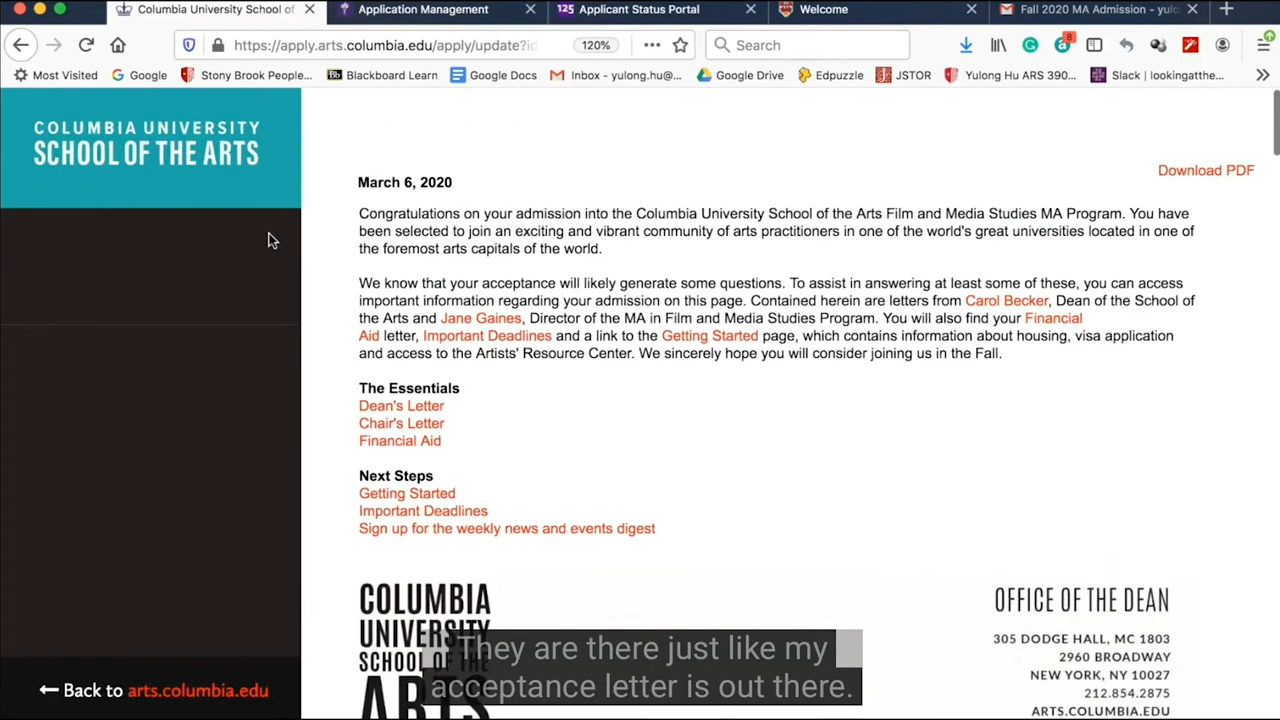 Columbia University School of
Application Management
Applicant Status Portal
Welcome
Fall 2020 MA Admission - yulo
https://apply.arts.columbia.edu/apply/update?i
120%
Search
8
Most Visited
Google
Stony Brook People...
Blackboard Learn
Google Docs
Inbox - yulong.hu@...
Google Drive
Edpuzzle
JSTOR
Yulong Hu ARS 390...
Slack | lookingatthe...
COLUMBIA UNIVERSITY
SCHOOL OF THE ARTS
Download PDF
March 6, 2020
Congratulations on your admission into the Columbia University School of the Arts Film and Media Studies MA Program. You have
been selected to join an exciting and vibrant community of arts practitioners in one of the world's great universities located in one of
the foremost arts capitals of the world.
We know that your acceptance will likely generate some questions. To assist in answering at least some of these, you can access
important information regarding your admission on this page. Contained herein are letters from Carol Becker, Dean of the School of
the Arts and Jane Gaines, Director of the MA in Film and Media Studies Program. You will also find your Financial
Aid letter, Important Deadlines and a link to the Getting Started page, which contains information about housing, visa application
and access to the Artists' Resource Center. We sincerely hope you will consider joining us in the Fall.
The Essentials
Dean's Letter
Chair's Letter
Financial Aid
Next Steps
Getting Started
Important Deadlines
Sign up for the weekly news and events digest
COLUMBIA
UNIVERSITY
SCHOOL OF THE
ARTS
OFFICE OF THE DEAN
305 DODGE HALL, MC 1803
2960 BROADWAY
NEW YORK, NY 10027
212.854.2875
ARTS.COLUMBIA.EDU
Back to arts.columbia.edu
They are there just like my
acceptance letter is out there.